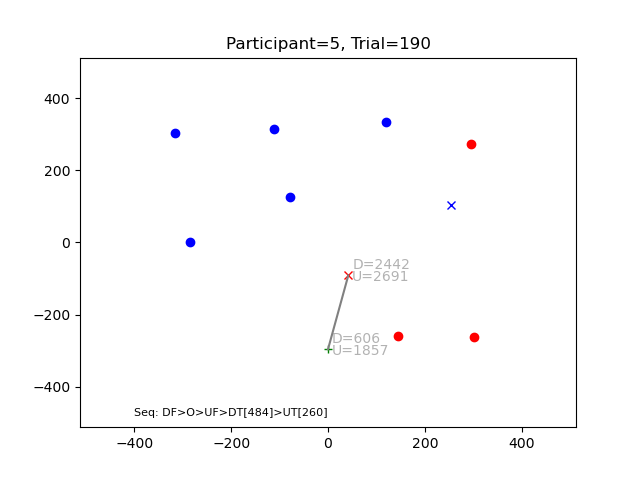 Participant=5, Trial=190
400
200
0
−200
−400
D=2442
U=2691
D=606
U=1857
Seq: DF>O>UF>DT[484]>UT[260]
−400 −200 0 200 400